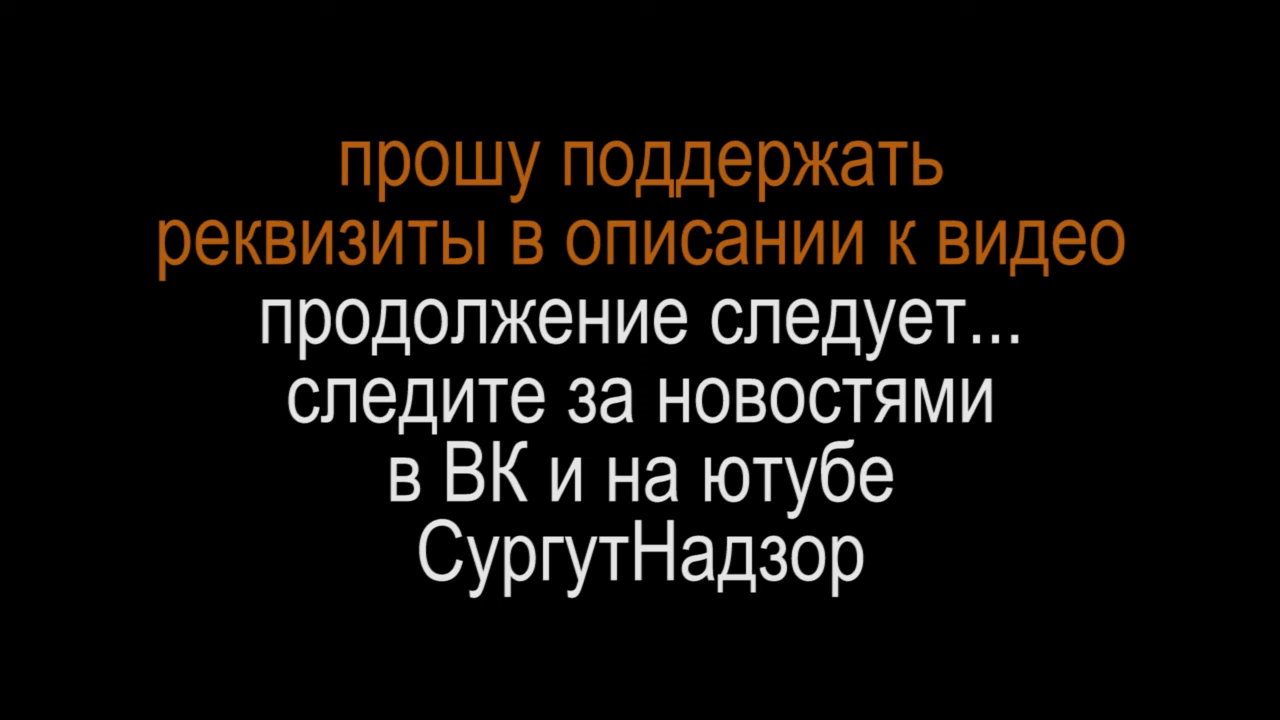 прошу поддержать
реквизиты в описании к видео
продолжение следует...
следите за новостями
в ВК и на ютубе
СургутНадзор